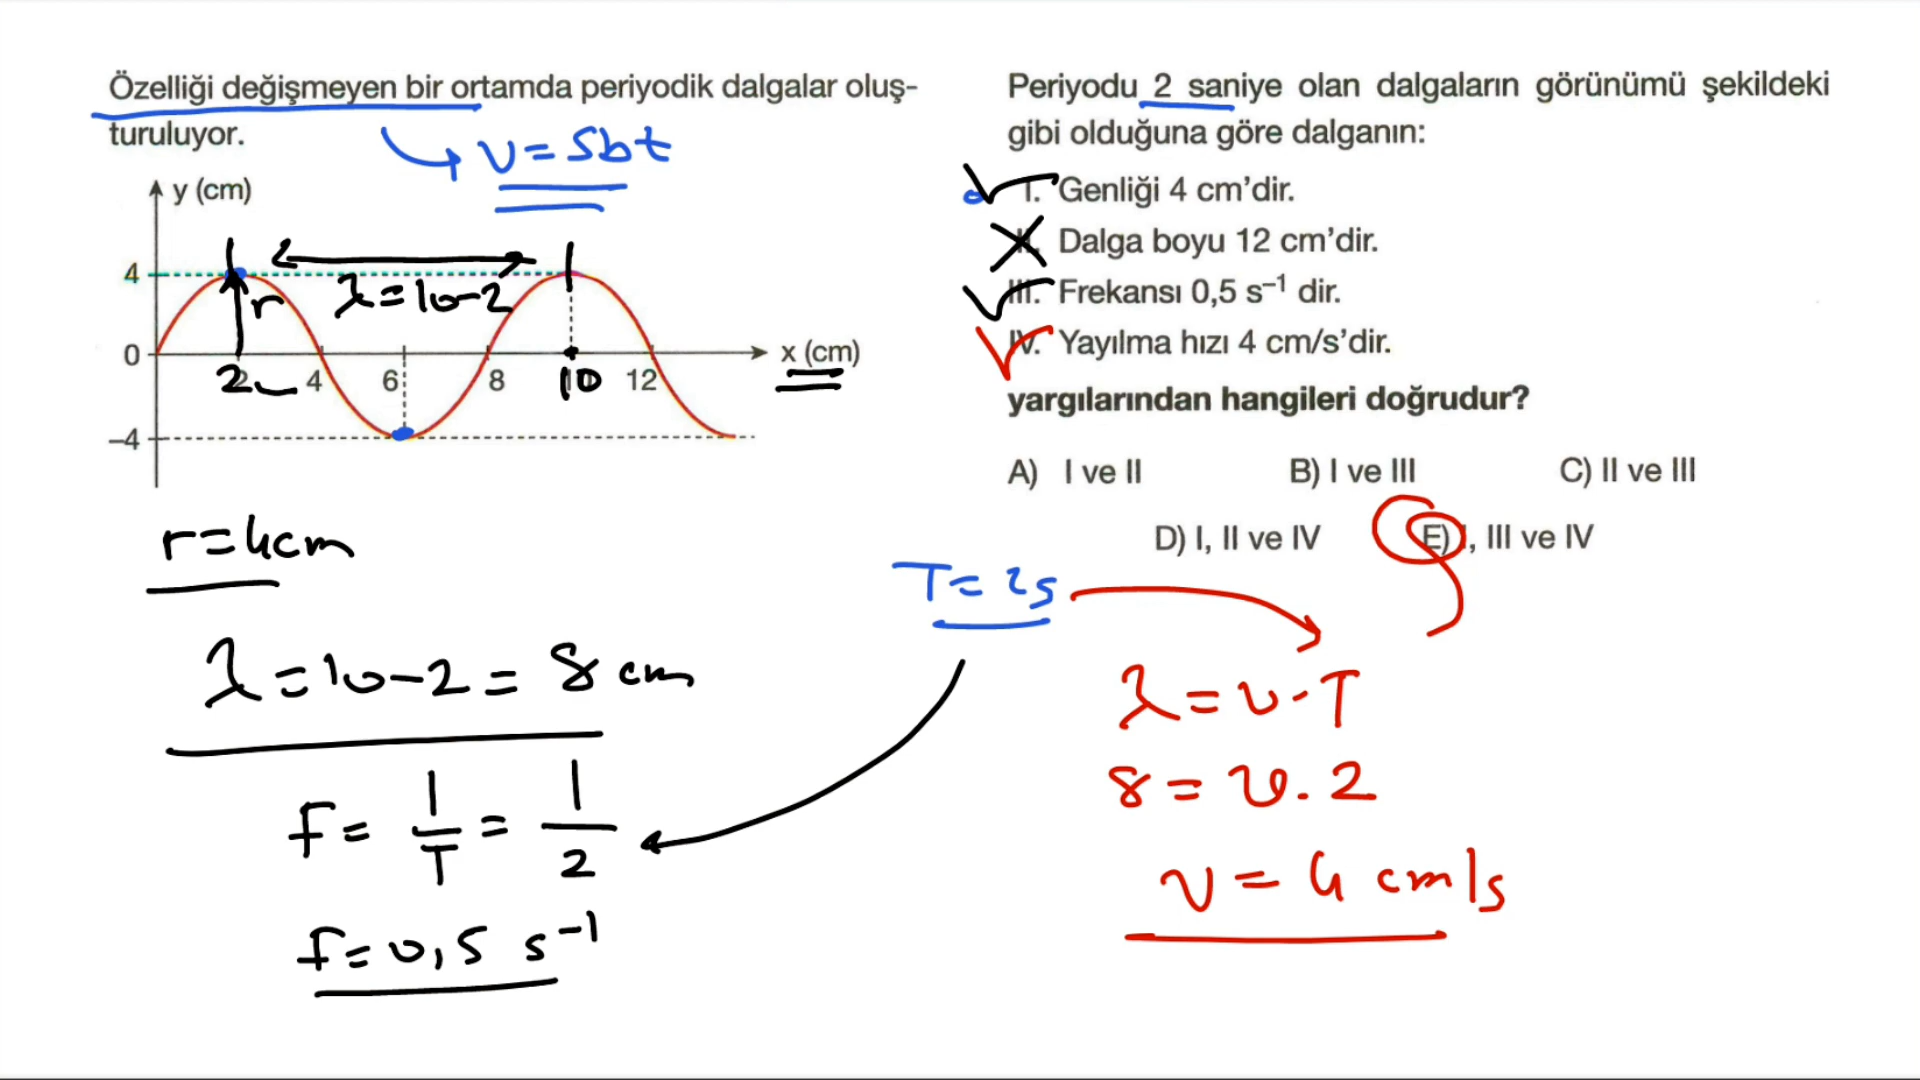 Özelliği değişmeyen bir ortamda periyodik dalgalar oluş-
turuluyor.
v = sbt
y (cm)
4
r
λ = 10-2
0
2
4
6
8
10
12
x (cm)
–4
r = 4cm
λ = 10-2 = 8 cm
f = 1/T = 1/2
f = 0,5 s⁻¹
Periyodu 2 saniye olan dalgaların görünümü şekildeki
gibi olduğuna göre dalganın:
I. Genliği 4 cm’dir.
II. Dalga boyu 12 cm’dir.
III. Frekansı 0,5 s⁻¹ dir.
IV. Yayılma hızı 4 cm/s’dir.
yargılarından hangileri doğrudur?
A) I ve II B) I ve III C) II ve III
D) I, II ve IV E) I, III ve IV
T = 2s
λ = v · T
8 = v · 2
v = 4 cm/s